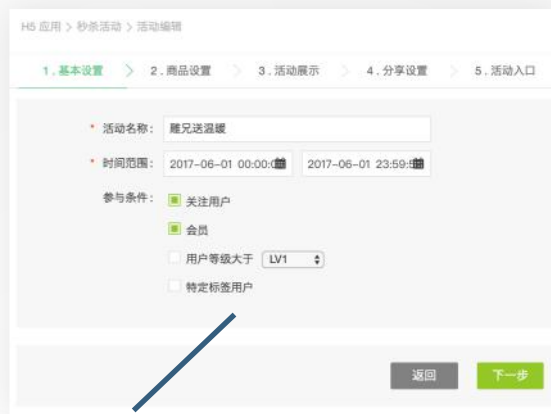 H5 应用 > 秒杀活动 > 活动编辑
1 . 基本设置 > 2 . 商品设置 > 3 . 活动展示 > 4 . 分享设置 > 5 . 活动入口
* 活动名称: 雕兄送温暖
* 时间范围: 2017-06-01 00:00:0 2017-06-01 23:59:5
参与条件: 关注用户
会员
用户等级大于 LV1
特定标签用户
返回 下一步